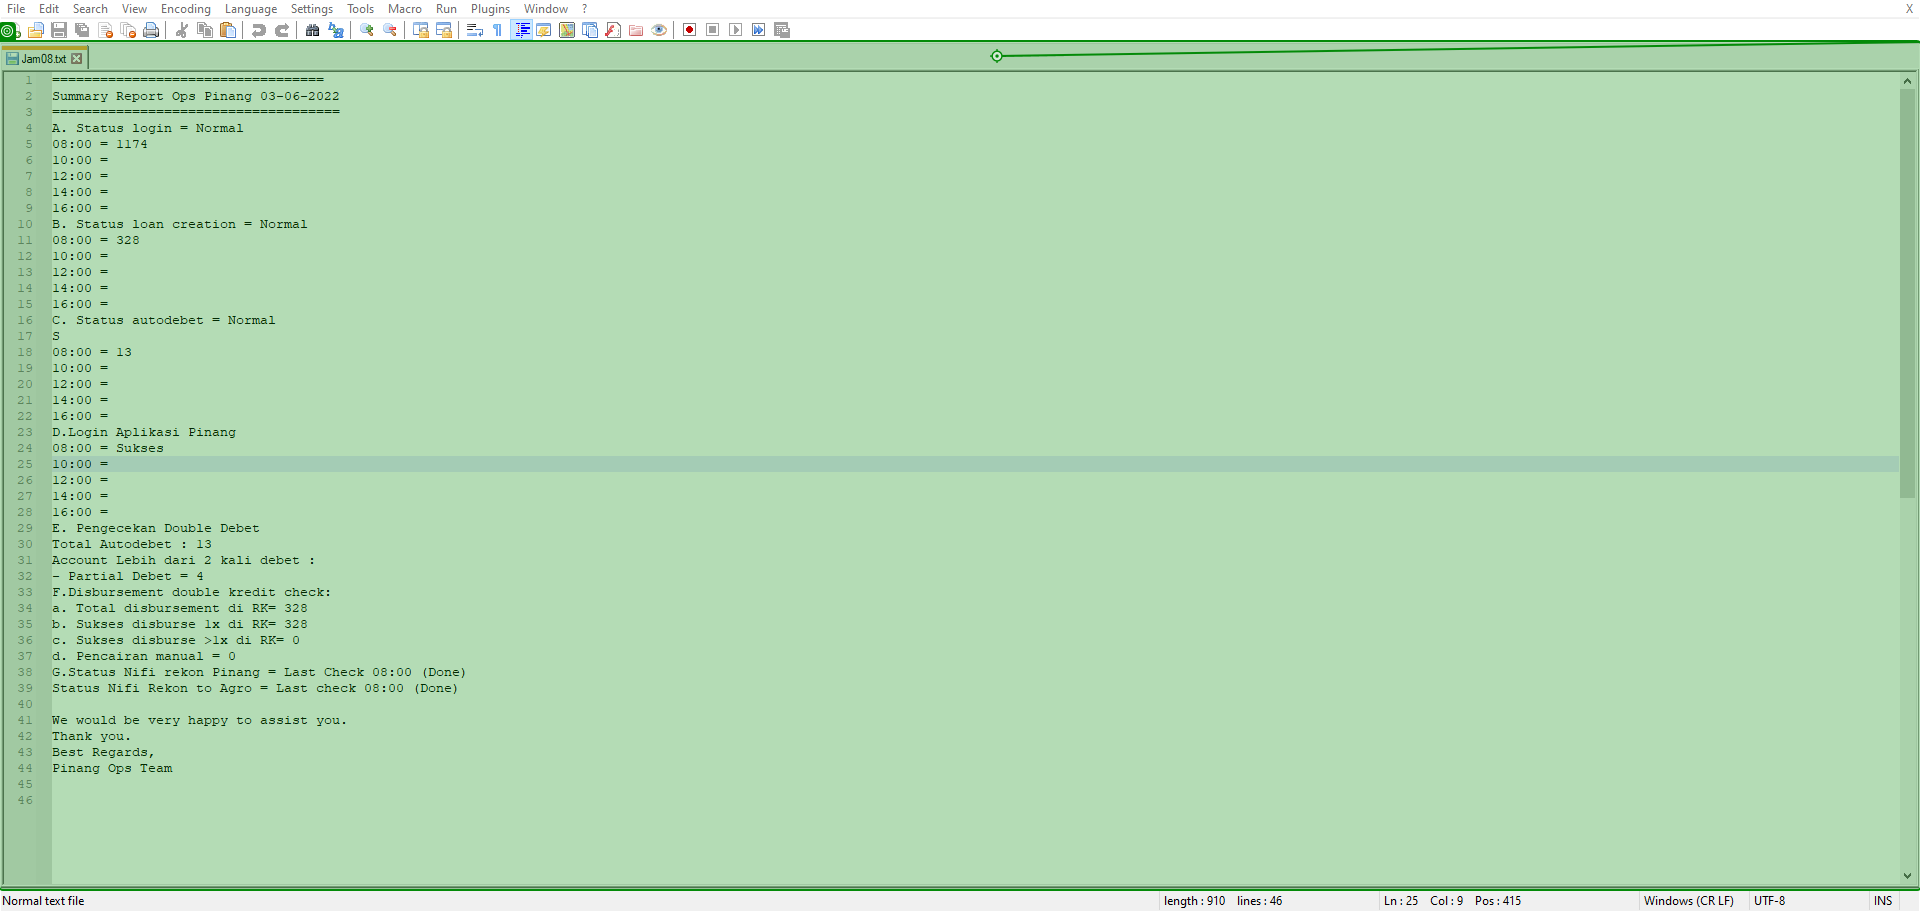 File Edit Search View Encoding Language Settings Tools Macro Run Plugins Window ? X
Jam08.txt
1 ==================================
2 Summary Report Ops Pinang 03-06-2022
3 ====================================
4 A. Status login = Normal
5 08:00 = 1174
6 10:00 =
7 12:00 =
8 14:00 =
9 16:00 =
10 B. Status loan creation = Normal
11 08:00 = 328
12 10:00 =
13 12:00 =
14 14:00 =
15 16:00 =
16 C. Status autodebet = Normal
17 S
18 08:00 = 13
19 10:00 =
20 12:00 =
21 14:00 =
22 16:00 =
23 D.Login Aplikasi Pinang
24 08:00 = Sukses
25 10:00 =
26 12:00 =
27 14:00 =
28 16:00 =
29 E. Pengecekan Double Debet
30 Total Autodebet : 13
31 Account Lebih dari 2 kali debet :
32 - Partial Debet = 4
33 F.Disbursement double kredit check:
34 a. Total disbursement di RK= 328
35 b. Sukses disburse 1x di RK= 328
36 c. Sukses disburse >1x di RK= 0
37 d. Pencairan manual = 0
38 G.Status Nifi rekon Pinang = Last Check 08:00 (Done)
39 Status Nifi Rekon to Agro = Last check 08:00 (Done)
40
41 We would be very happy to assist you.
42 Thank you.
43 Best Regards,
44 Pinang Ops Team
45
46
Normal text file length : 910 lines : 46 Ln : 25 Col : 9 Pos : 415 Windows (CR LF) UTF-8 INS